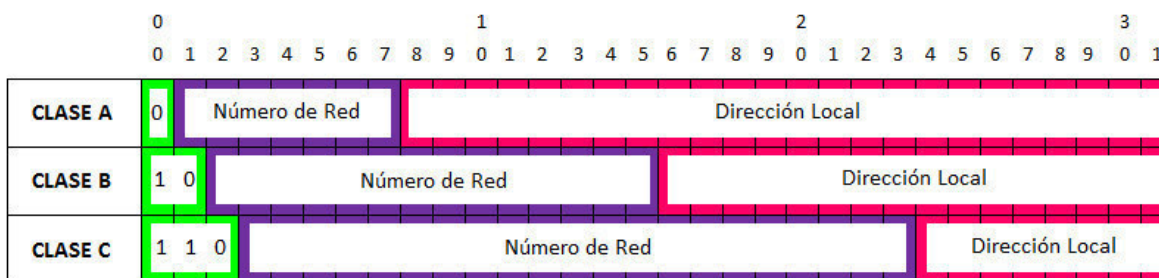 0 1 2 3
0 1 2 3 4 5 6 7 8 9 0 1 2 3 4 5 6 7 8 9 0 1 2 3 4 5 6 7 8 9 0 1
CLASE A 0 Número de Red Dirección Local
CLASE B 1 0 Número de Red Dirección Local
CLASE C 1 1 0 Número de Red Dirección Local